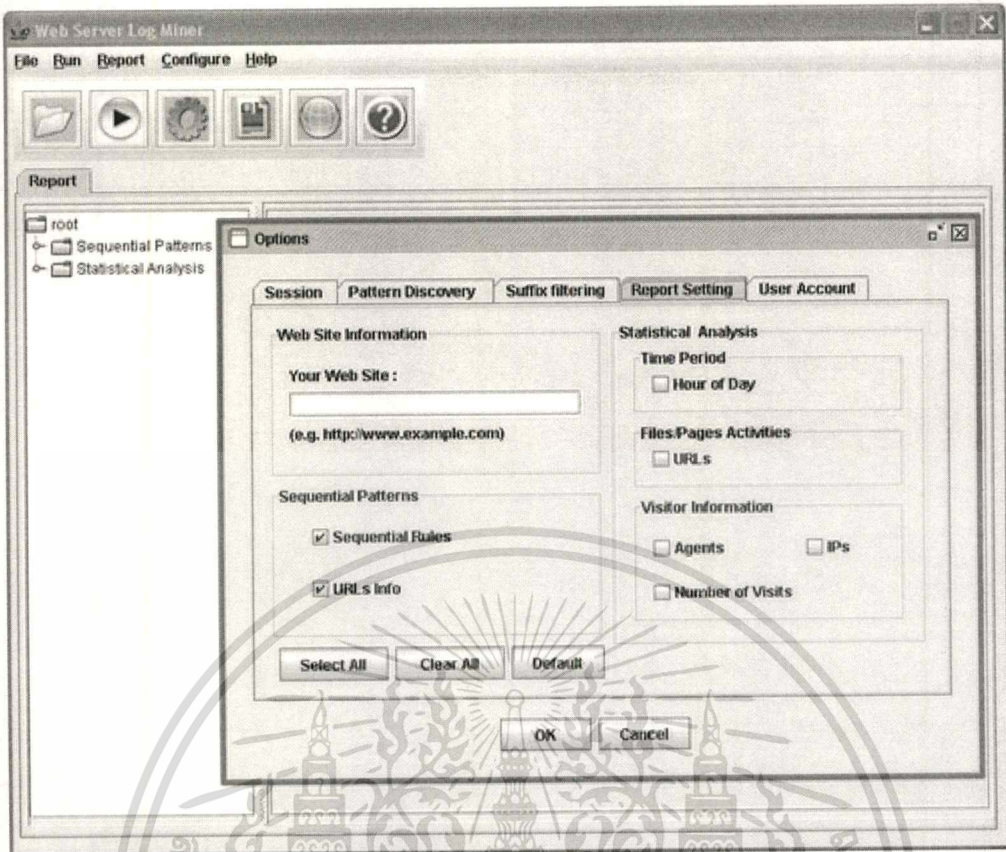 Web Server Log Miner
File Run Report Configure Help
Report
root
Sequential Patterns
Statistical Analysis
Options
Session Pattern Discovery Suffix filtering Report Setting User Account
Web Site Information
Your Web Site :
(e.g. http://www.example.com)
Sequential Patterns
Sequential Rules
URLs Info
Statistical Analysis
Time Period
Hour of Day
Files/Pages Activities
URLs
Visitor Information
Agents IPs
Number of Visits
Select All Clear All Default
OK Cancel